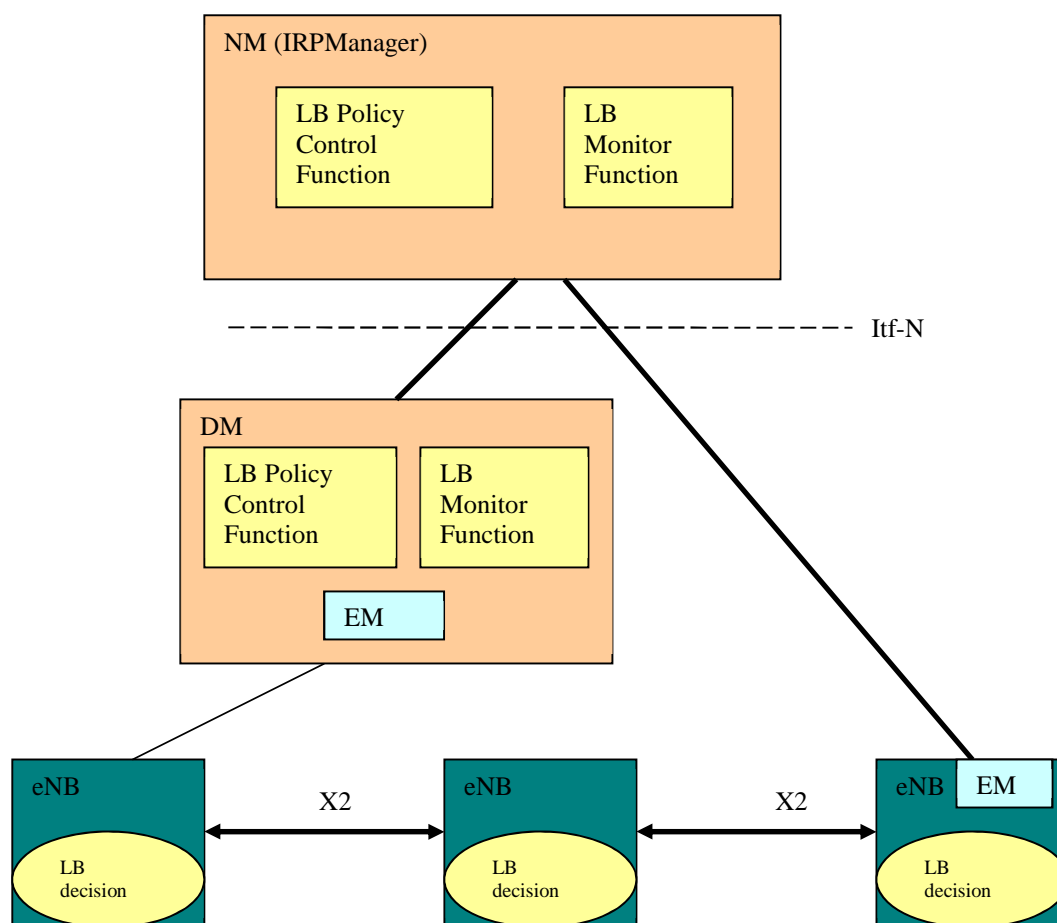 NM (IRPManager)
LB Policy
Control
Function
LB
Monitor
Function
Itf-N
DM
LB Policy
Control
Function
LB
Monitor
Function
EM
eNB
X2
eNB
X2
eNB
EM
LB
decision
LB
decision
LB
decision